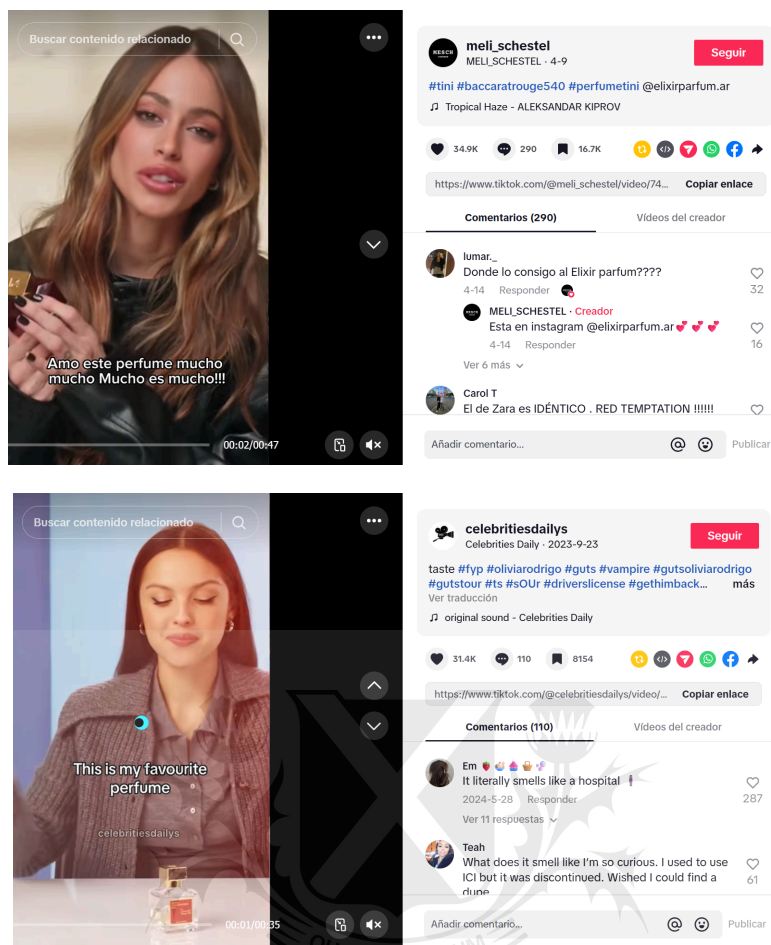 Buscar contenido relacionado
Amo este perfume mucho
mucho Mucho es mucho!!!
00:02/00:47
MESCH
meli_schestel
MELI_SCHESTEL · 4-9
Seguir
#tini #baccaratrouge540 #perfumetini @elixirparfum.ar
Tropical Haze - ALEKSANDAR KIPROV
34.9K
290
16.7K
https://www.tiktok.com/@meli_schestel/video/74...
Copiar enlace
Comentarios (290)
Vídeos del creador
lumar._
Donde lo consigo al Elixir parfum????
4-14
Responder
32
MELI_SCHESTEL · Creador
Esta en instagram @elixirparfum.ar💕 💕 💕
4-14
Responder
16
Ver 6 más
Carol T
El de Zara es IDÉNTICO . RED TEMPTATION !!!!!!
Añadir comentario...
Publicar
Buscar contenido relacionado
This is my favourite
perfume
celebritiesdailys
00:01/00:35
celebritiesdailys
Celebrities Daily · 2023-9-23
Seguir
taste #fyp #oliviarodrigo #guts #vampire #gutsoliviarodrigo
#gutstour #ts #sOUr #driverslicense #gethimback...
más
Ver traducción
original sound - Celebrities Daily
31.4K
110
8154
https://www.tiktok.com/@celebritiesdailys/video/...
Copiar enlace
Comentarios (110)
Vídeos del creador
Em
It literally smells like a hospital
2024-5-28
Responder
287
Ver 11 respuestas
Teah
What does it smell like I'm so curious. I used to use
ICI but it was discontinued. Wished I could find a
dupe
61
Añadir comentario...
Publicar